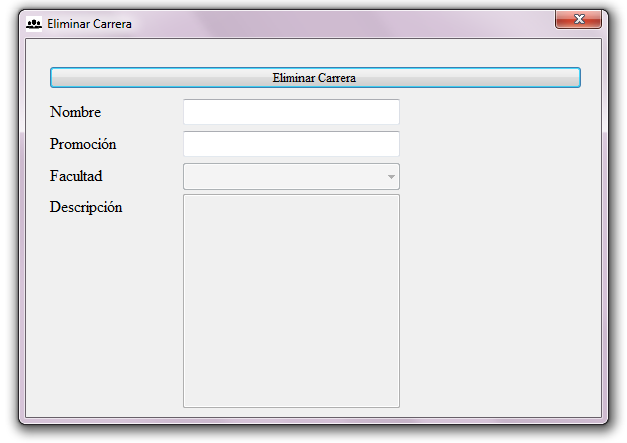 Eliminar Carrera
Eliminar Carrera
Nombre
Promoción
Facultad
Descripción